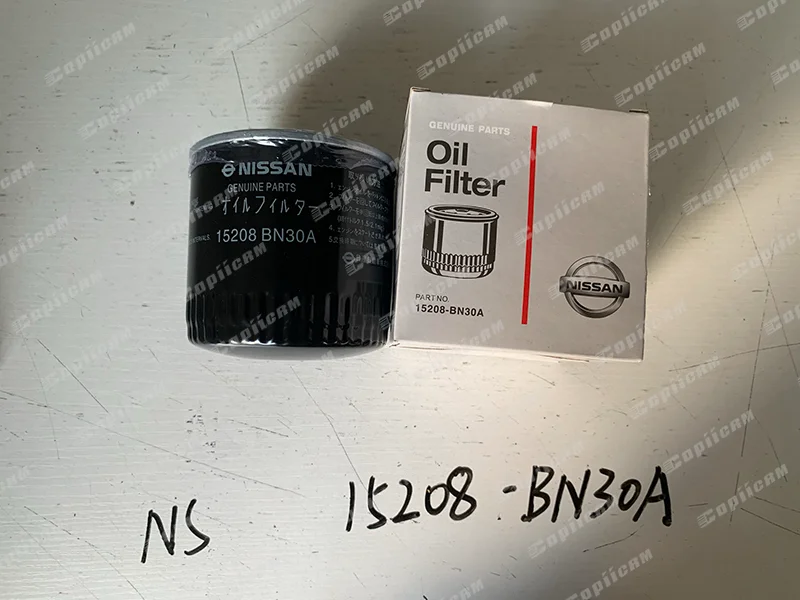 NISSAN
GENUINE PARTS
オイルフィルター
15208 BN30A
GENUINE PARTS
Oil
Filter
NISSAN
PART NO.
15208-BN30A
NS 15208-BN30A
Copiicam